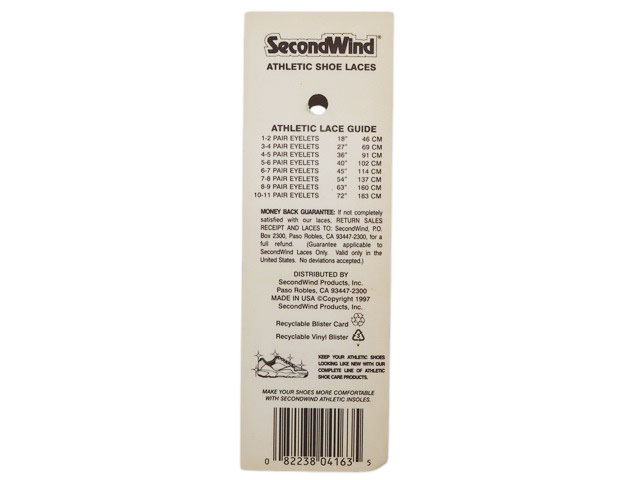 SecondWind®
ATHLETIC SHOE LACES
ATHLETIC LACE GUIDE
1-2 PAIR EYELETS 18" 46 CM
3-4 PAIR EYELETS 27" 69 CM
4-5 PAIR EYELETS 36" 91 CM
5-6 PAIR EYELETS 40" 102 CM
6-7 PAIR EYELETS 45" 114 CM
7-8 PAIR EYELETS 54" 137 CM
8-9 PAIR EYELETS 63" 160 CM
10-11 PAIR EYELETS 72" 183 CM
MONEY BACK GUARANTEE: If not completely
satisfied with our laces, RETURN SALES
RECEIPT AND LACES TO: SecondWind, P.O.
Box 2300, Paso Robles, CA 93447-2300, for a
full refund. (Guarantee applicable to
SecondWind Laces Only. Valid only in the
United States. No deviations accepted.)
DISTRIBUTED BY
SecondWind Products, Inc.
Paso Robles, CA 93447-2300
MADE IN USA ©Copyright 1997
SecondWind Products, Inc.
Recyclable Blister Card
Recyclable Vinyl Blister
KEEP YOUR ATHLETIC SHOES
LOOKING LIKE NEW WITH OUR
COMPLETE LINE OF ATHLETIC
SHOE CARE PRODUCTS.
MAKE YOUR SHOES MORE COMFORTABLE
WITH SECONDWIND ATHLETIC INSOLES.
0 82238 04163 5